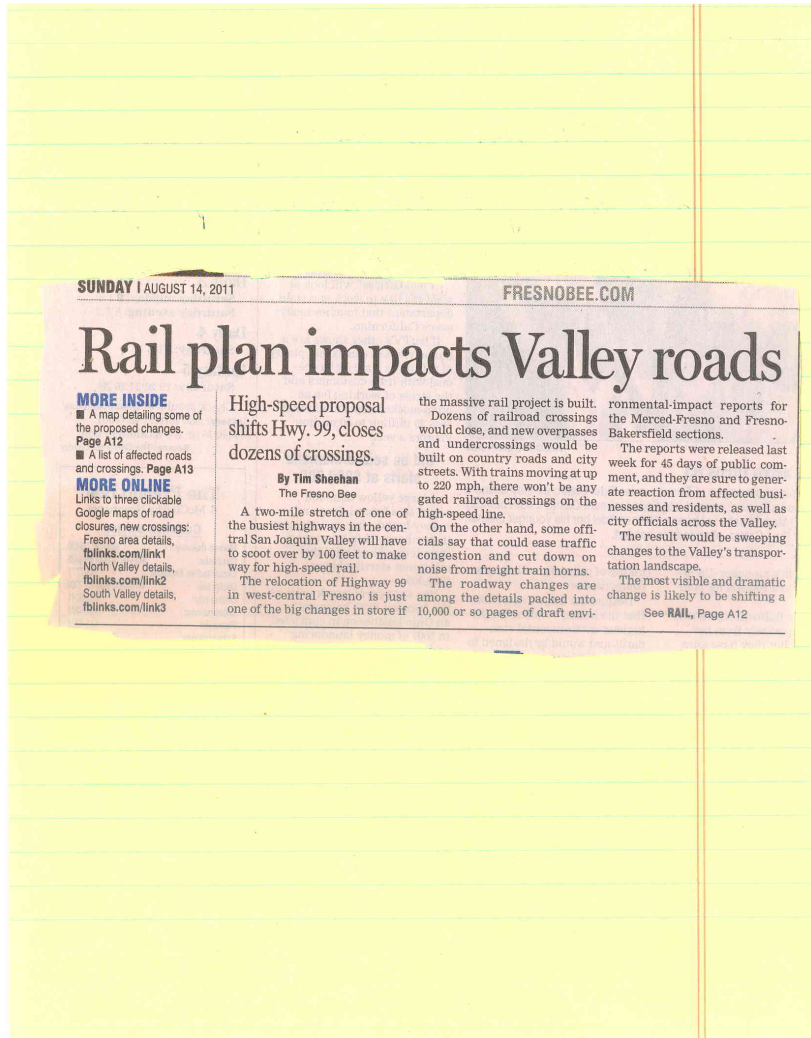 SUNDAY | AUGUST 14, 2011
FRESNOBEE.COM
Rail plan impacts Valley roads
MORE INSIDE
■ A map detailing some of
the proposed changes.
Page A12
■ A list of affected roads
and crossings. Page A13
MORE ONLINE
Links to three clickable
Google maps of road
closures, new crossings:
Fresno area details,
fblinks.com/link1
North Valley details,
fblinks.com/link2
South Valley details,
fblinks.com/link3
High-speed proposal
shifts Hwy. 99, closes
dozens of crossings.
By Tim Sheehan
The Fresno Bee
A two-mile stretch of one of
the busiest highways in the cen-
tral San Joaquin Valley will have
to scoot over by 100 feet to make
way for high-speed rail.
The relocation of Highway 99
in west-central Fresno is just
one of the big changes in store if
the massive rail project is built.
Dozens of railroad crossings
would close, and new overpasses
and undercrossings would be
built on country roads and city
streets. With trains moving at up
to 220 mph, there won't be any
gated railroad crossings on the
high-speed line.
On the other hand, some offi-
cials say that could ease traffic
congestion and cut down on
noise from freight train horns.
The roadway changes are
among the details packed into
10,000 or so pages of draft envi-
ronmental-impact reports for
the Merced-Fresno and Fresno-
Bakersfield sections.
The reports were released last
week for 45 days of public com-
ment, and they are sure to gener-
ate reaction from affected busi-
nesses and residents, as well as
city officials across the Valley.
The result would be sweeping
changes to the Valley's transpor-
tation landscape.
The most visible and dramatic
change is likely to be shifting a
See RAIL, Page A12